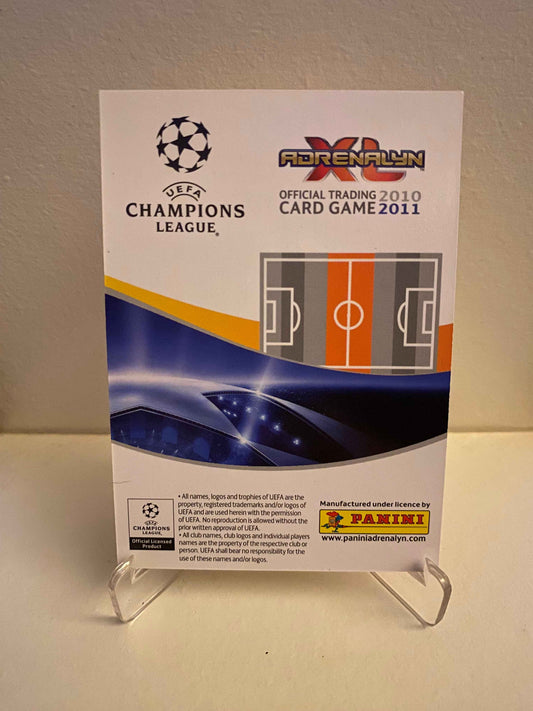 UEFA
CHAMPIONS
LEAGUE®
ADRENALYN XL
OFFICIAL TRADING 2010
CARD GAME 2011
• All names, logos and trophies of UEFA are the
property, registered trademarks and/or logos of
UEFA and are used herein with the permission
of UEFA. No reproduction is allowed without the
prior written approval of UEFA.
• All club names, club logos and individual players
names are the property of the respective club or
person. UEFA shall bear no responsibility for the
use of these names and/or logos.
UEFA
CHAMPIONS
LEAGUE
Official Licensed
Product
Manufactured under licence by
PANINI
www.paniniadrenalyn.com